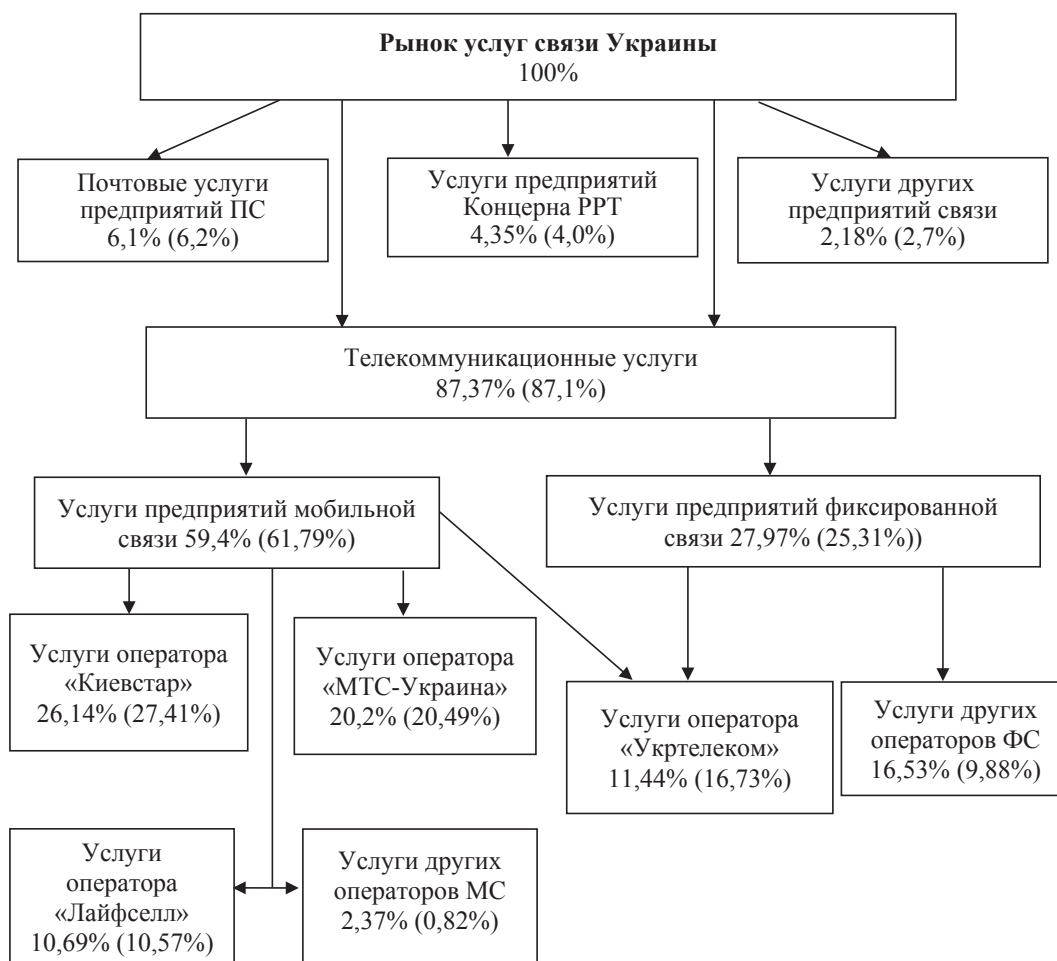 Рынок услуг связи Украины
100%
Почтовые услуги
предприятий ПС
6,1% (6,2%)
Услуги предприятий
Концерна РРТ
4,35% (4,0%)
Услуги других
предприятий связи
2,18% (2,7%)
Телекоммуникационные услуги
87,37% (87,1%)
Услуги предприятий мобильной
связи 59,4% (61,79%)
Услуги предприятий фиксированной
связи 27,97% (25,31%))
Услуги оператора
«Киевстар»
26,14% (27,41%)
Услуги оператора
«МТС-Украина»
20,2% (20,49%)
Услуги оператора
«Укртелеком»
11,44% (16,73%)
Услуги других
операторов ФС
16,53% (9,88%)
Услуги
оператора
«Лайфселл»
10,69% (10,57%)
Услуги других
операторов МС
2,37% (0,82%)